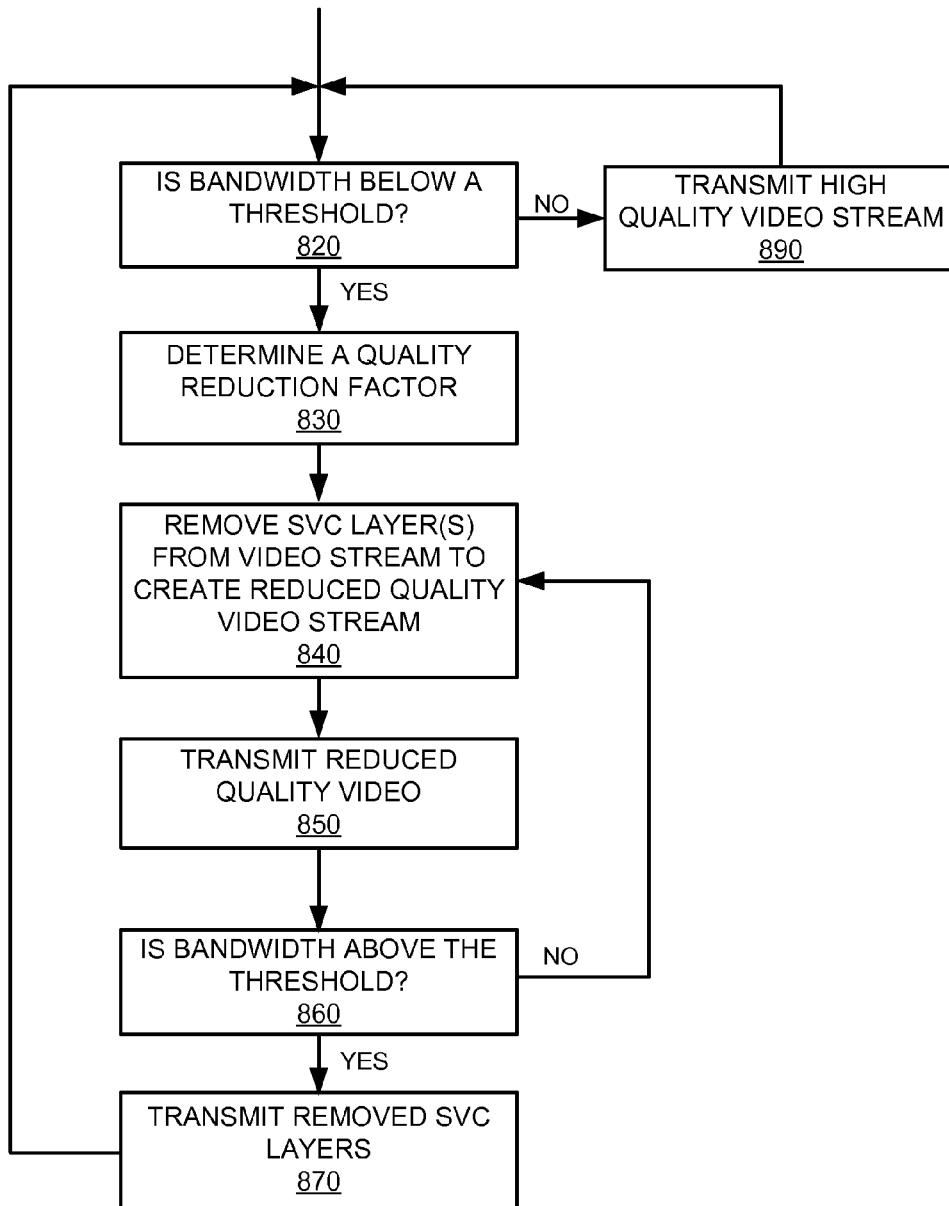 IS BANDWIDTH BELOW A
THRESHOLD?
820
NO
TRANSMIT HIGH
QUALITY VIDEO STREAM
890
YES
DETERMINE A QUALITY
REDUCTION FACTOR
830
REMOVE SVC LAYER(S)
FROM VIDEO STREAM TO
CREATE REDUCED QUALITY
VIDEO STREAM
840
TRANSMIT REDUCED
QUALITY VIDEO
850
IS BANDWIDTH ABOVE THE
THRESHOLD?
860
NO
YES
TRANSMIT REMOVED SVC
LAYERS
870